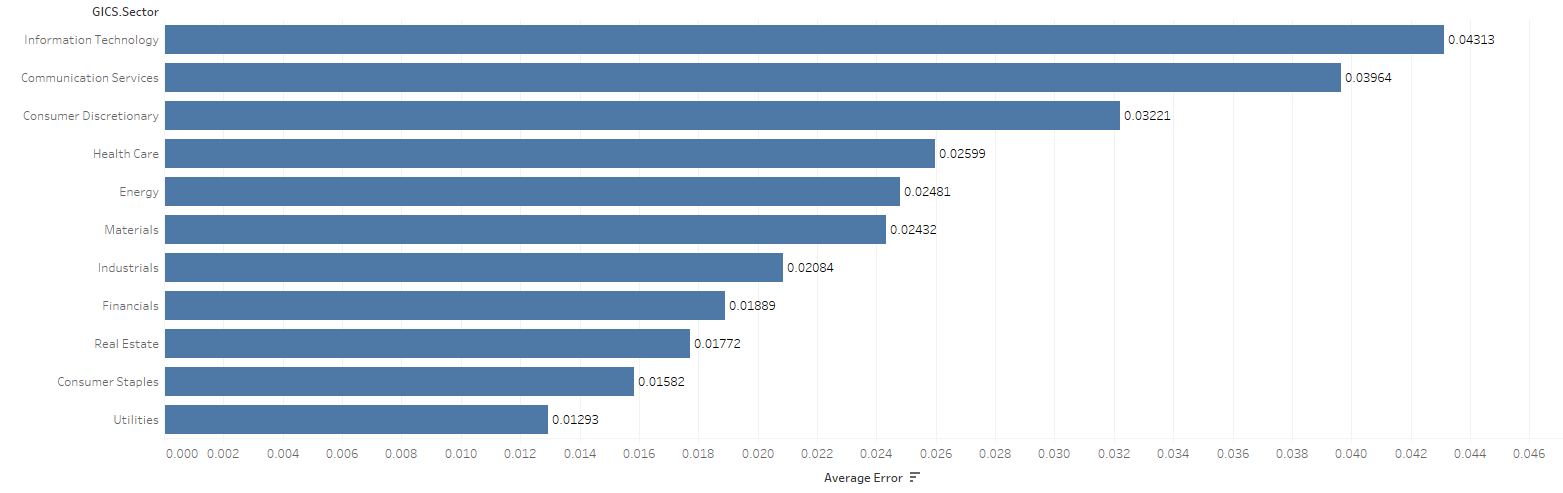 GICS.Sector
Information Technology 0.04313
Communication Services 0.03964
Consumer Discretionary 0.03221
Health Care 0.02599
Energy 0.02481
Materials 0.02432
Industrials 0.02084
Financials 0.01889
Real Estate 0.01772
Consumer Staples 0.01582
Utilities 0.01293
0.000 0.002 0.004 0.006 0.008 0.010 0.012 0.014 0.016 0.018 0.020 0.022 0.024 0.026 0.028 0.030 0.032 0.034 0.036 0.038 0.040 0.042 0.044 0.046
Average Error